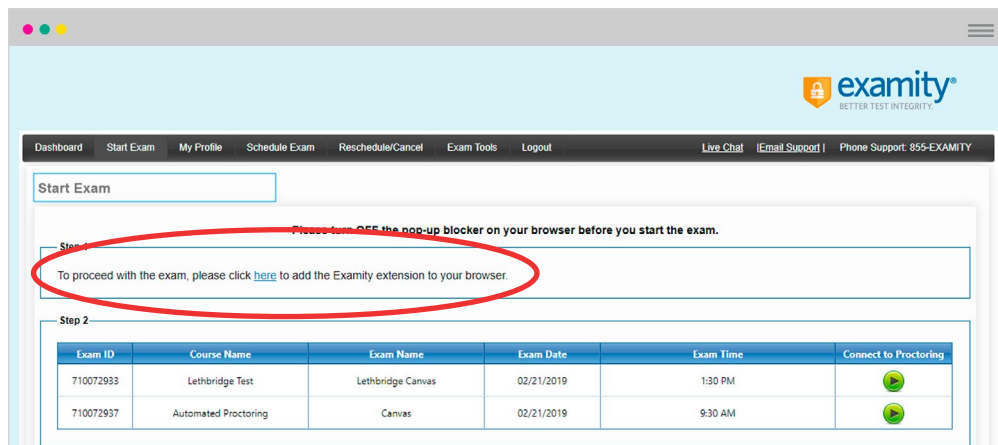 examity®
BETTER TEST INTEGRITY.
Dashboard Start Exam My Profile Schedule Exam Reschedule/Cancel Exam Tools Logout Live Chat |Email Support | Phone Support: 855-EXAMITY
Start Exam
Please turn OFF the pop-up blocker on your browser before you start the exam.
Step 1
To proceed with the exam, please click here to add the Examity extension to your browser.
Step 2
Exam ID Course Name Exam Name Exam Date Exam Time Connect to Proctoring
710072933 Lethbridge Test Lethbridge Canvas 02/21/2019 1:30 PM
710072937 Automated Proctoring Canvas 02/21/2019 9:30 AM